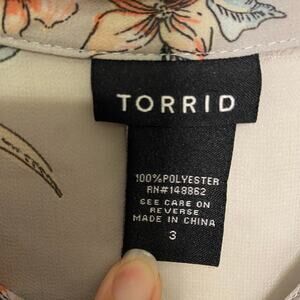 TORRID
100%POLYESTER
RN#148862
SEE CARE ON
REVERSE
MADE IN CHINA
3